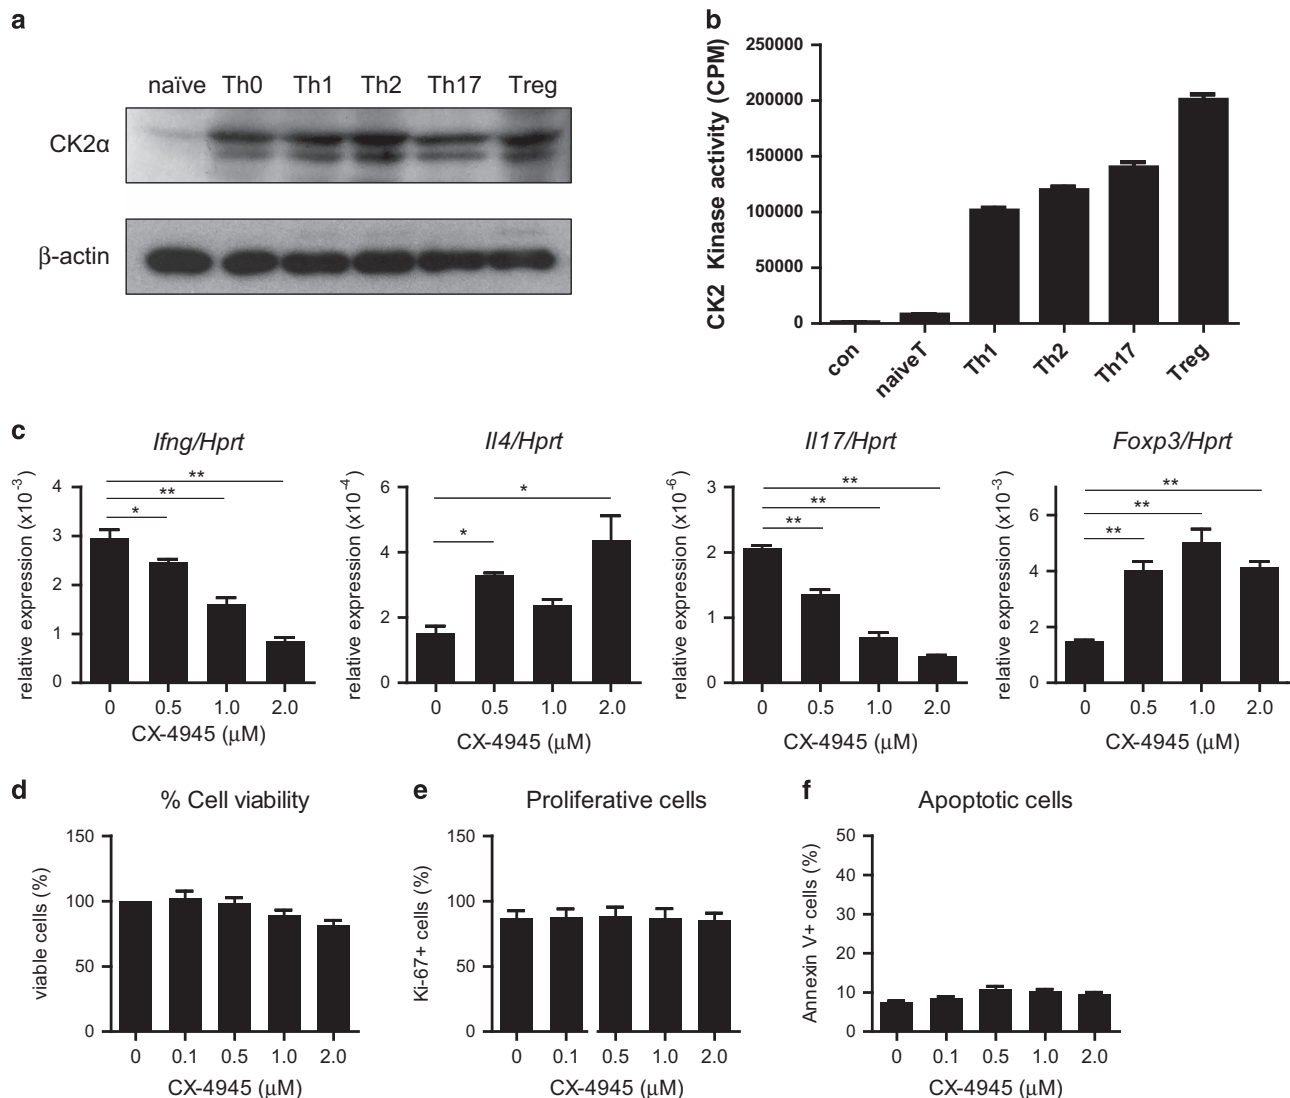 a
naïve Th0 Th1 Th2 Th17 Treg
CK2α
β-actin
b
CK2 Kinase activity (CPM)
250000
200000
150000
100000
50000
0
con naiveT Th1 Th2 Th17 Treg
c
Ifng/Hprt
relative expression (x10⁻³)
4
3
2
1
0
**
**
*
0 0.5 1.0 2.0
CX-4945 (μM)
Il4/Hprt
relative expression (x10⁻⁴)
6
4
2
0
*
*
0 0.5 1.0 2.0
CX-4945 (μM)
Il17/Hprt
relative expression (x10⁻⁶)
3
2
1
0
**
**
**
0 0.5 1.0 2.0
CX-4945 (μM)
Foxp3/Hprt
relative expression (x10⁻³)
6
4
2
0
**
**
**
0 0.5 1.0 2.0
CX-4945 (μM)
d
% Cell viability
viable cells (%)
150
100
50
0
0 0.1 0.5 1.0 2.0
CX-4945 (μM)
e
Proliferative cells
Ki-67+ cells (%)
150
100
50
0
0 0.1 0.5 1.0 2.0
CX-4945 (μM)
f
Apoptotic cells
Annexin V+ cells (%)
50
40
30
20
10
0
0 0.1 0.5 1.0 2.0
CX-4945 (μM)